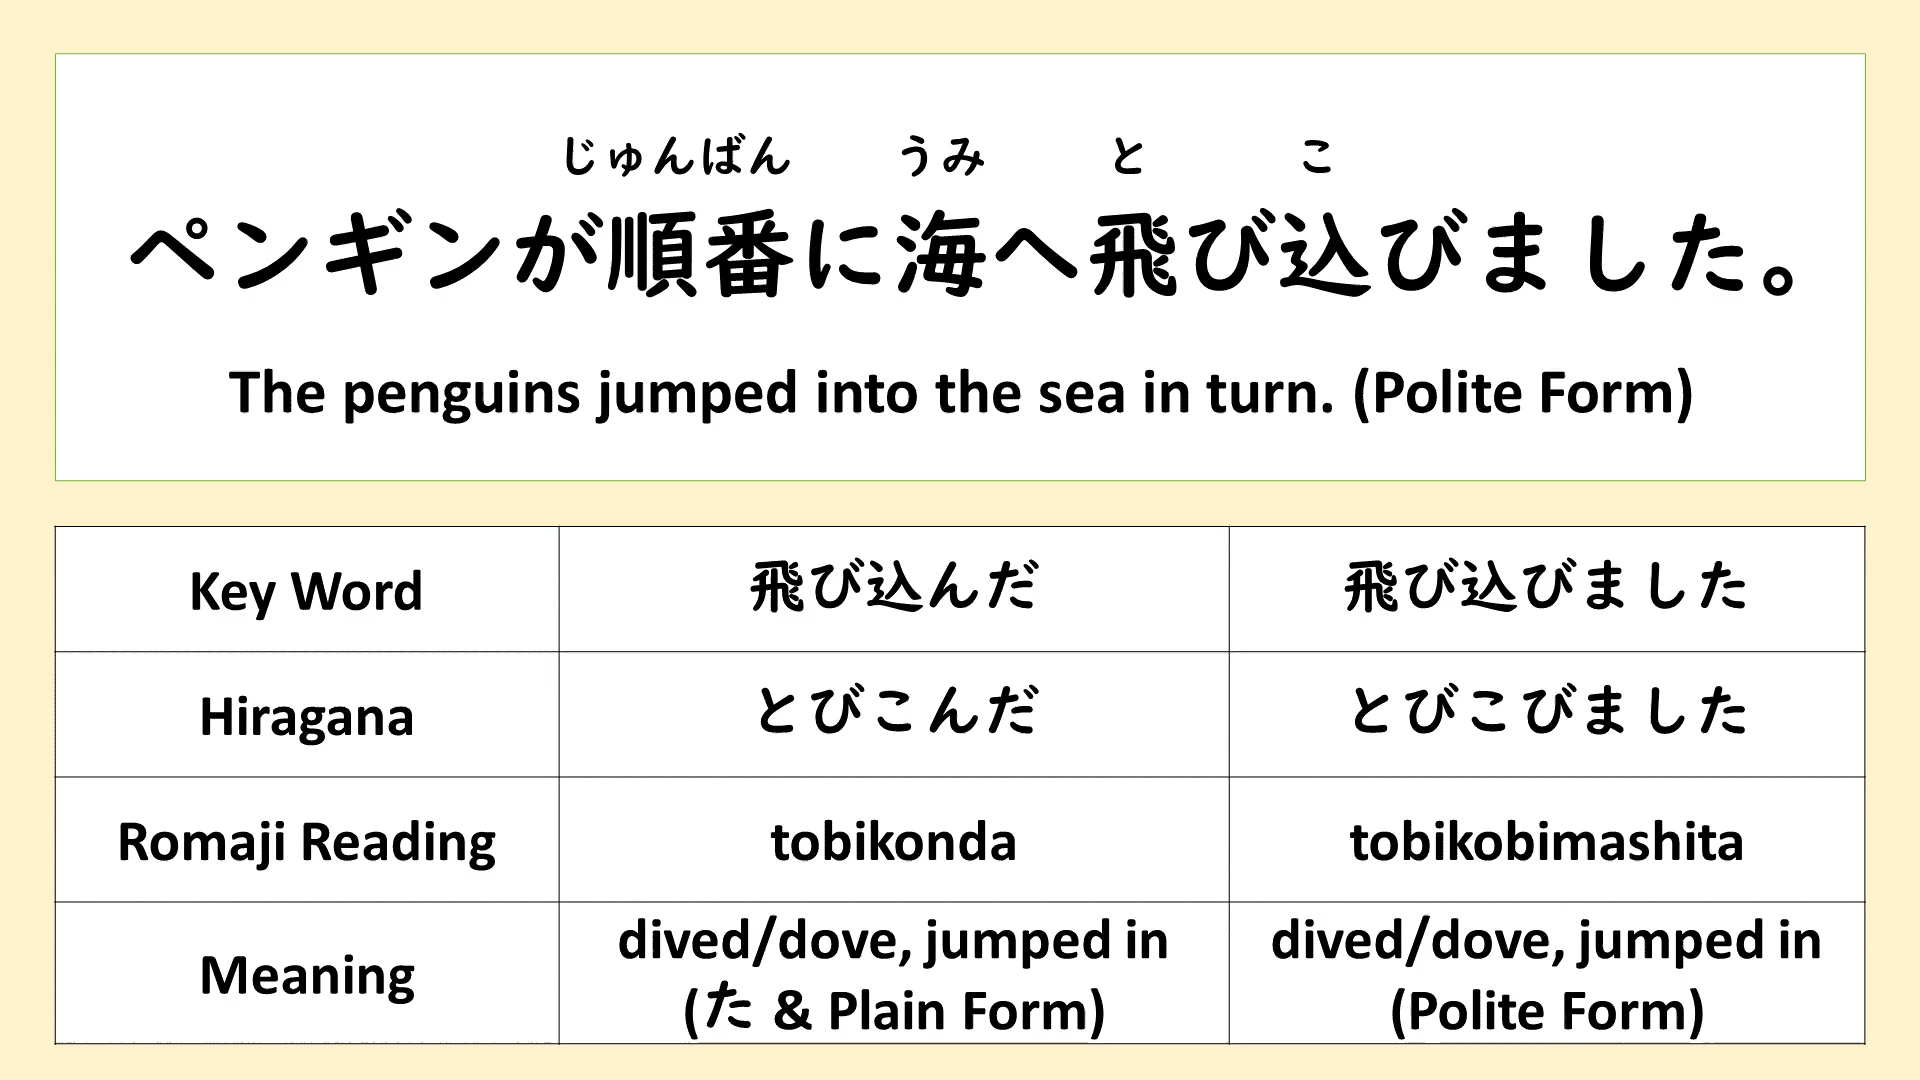 じゅんばん うみ と こ
ペンギンが順番に海へ飛び込びました。
The penguins jumped into the sea in turn. (Polite Form)
Key Word 飛び込んだ 飛び込びました
Hiragana とびこんだ とびこびました
Romaji Reading tobikonda tobikobimashita
Meaning dived/dove, jumped in (た & Plain Form) dived/dove, jumped in (Polite Form)